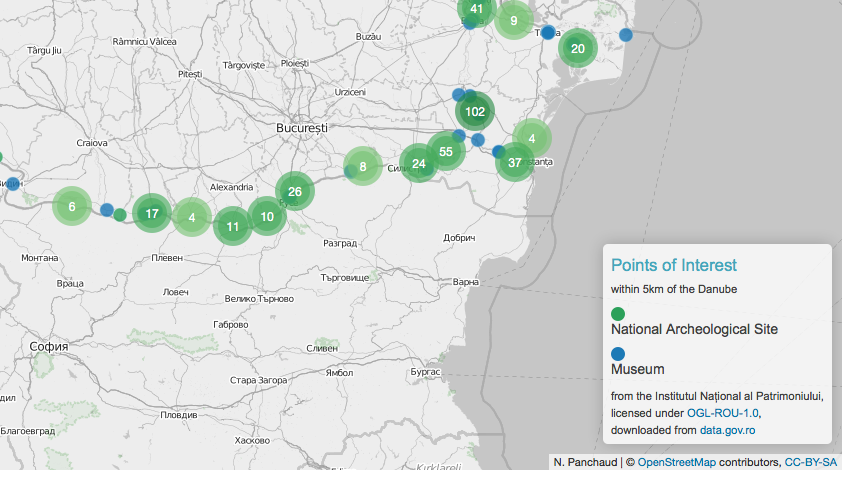 41
9
20
Buzău
Râmnicu Vâlcea
Târgu Jiu
Târgoviște
Ploiești
Pitești
Urziceni
102
București
Craiova
4
55
37
24
8
Alexandria
26
6
17
4
11
10
Разград
Добрич
Монтана
Плевен
Враца
Ловеч
Търговище
Варна
Велико Търново
Габрово
София
Сливен
Ямбол
Бургас
Стара Загора
Пловдив
Благоевград
Хасково
Kırklareli
Points of Interest
within 5km of the Danube
National Archeological Site
Museum
from the Institutul Național al Patrimoniului,
licensed under OGL-ROU-1.0,
downloaded from data.gov.ro
N. Panchaud | © OpenStreetMap contributors, CC-BY-SA